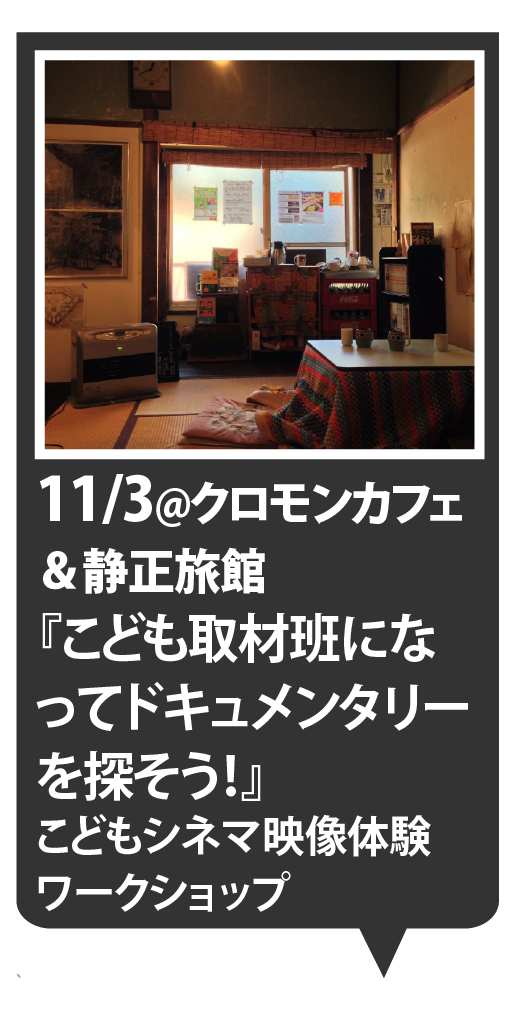 Coca-Cola
11/3@クロモンカフェ
＆静正旅館
『こども取材班にな
ってドキュメンタリー
を探そう!』
こどもシネマ映像体験
ワークショップ
、